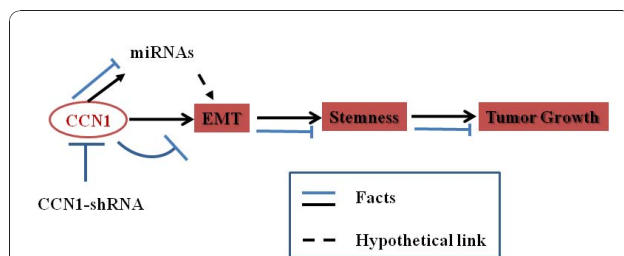 miRNAs
CCN1
EMT
Stemness
Tumor Growth
CCN1-shRNA
Facts
Hypothetical link